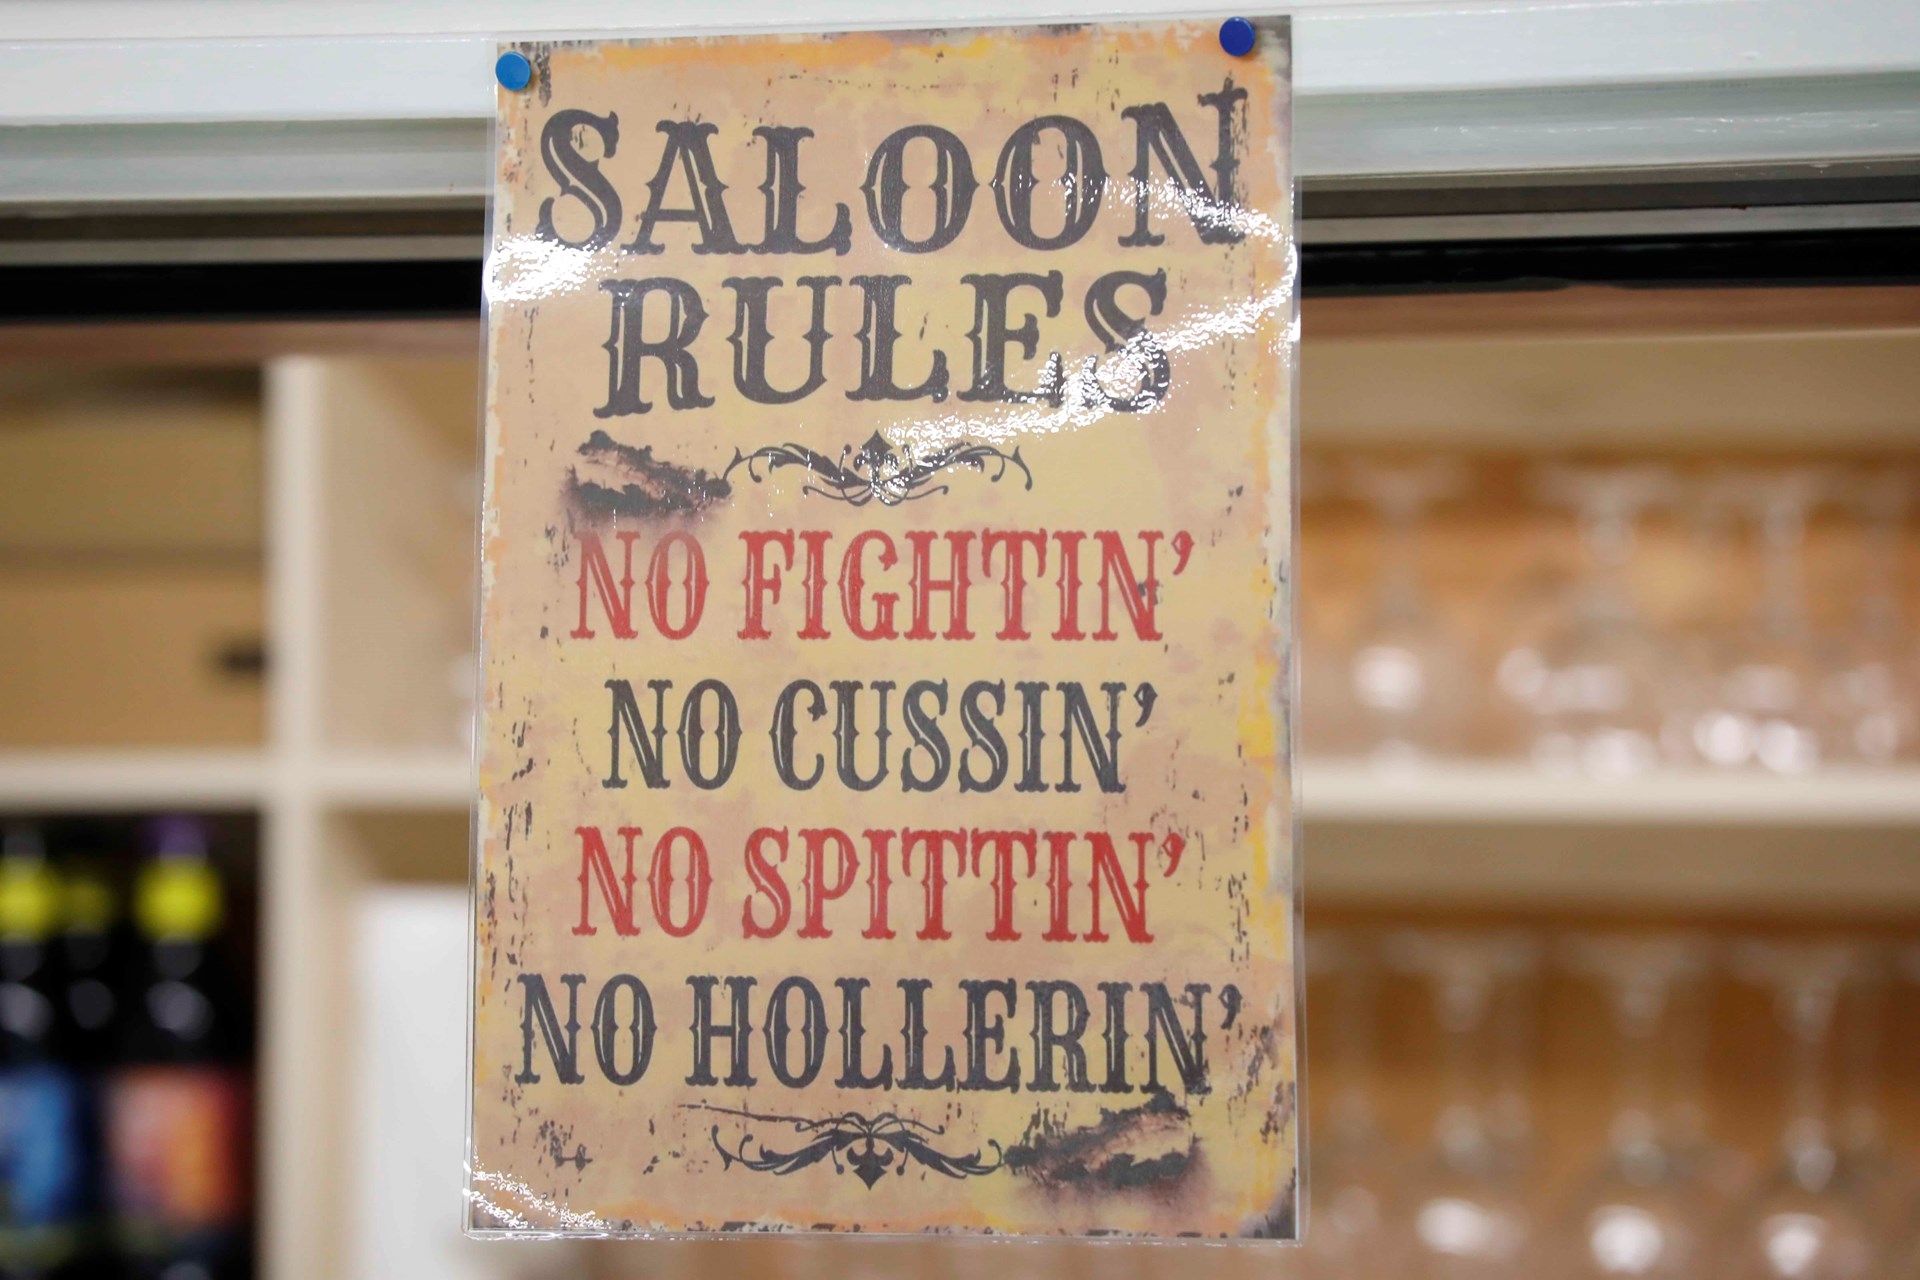 SALOON
RULES
NO FIGHTIN’
NO CUSSIN’
NO SPITTIN’
NO HOLLERIN’